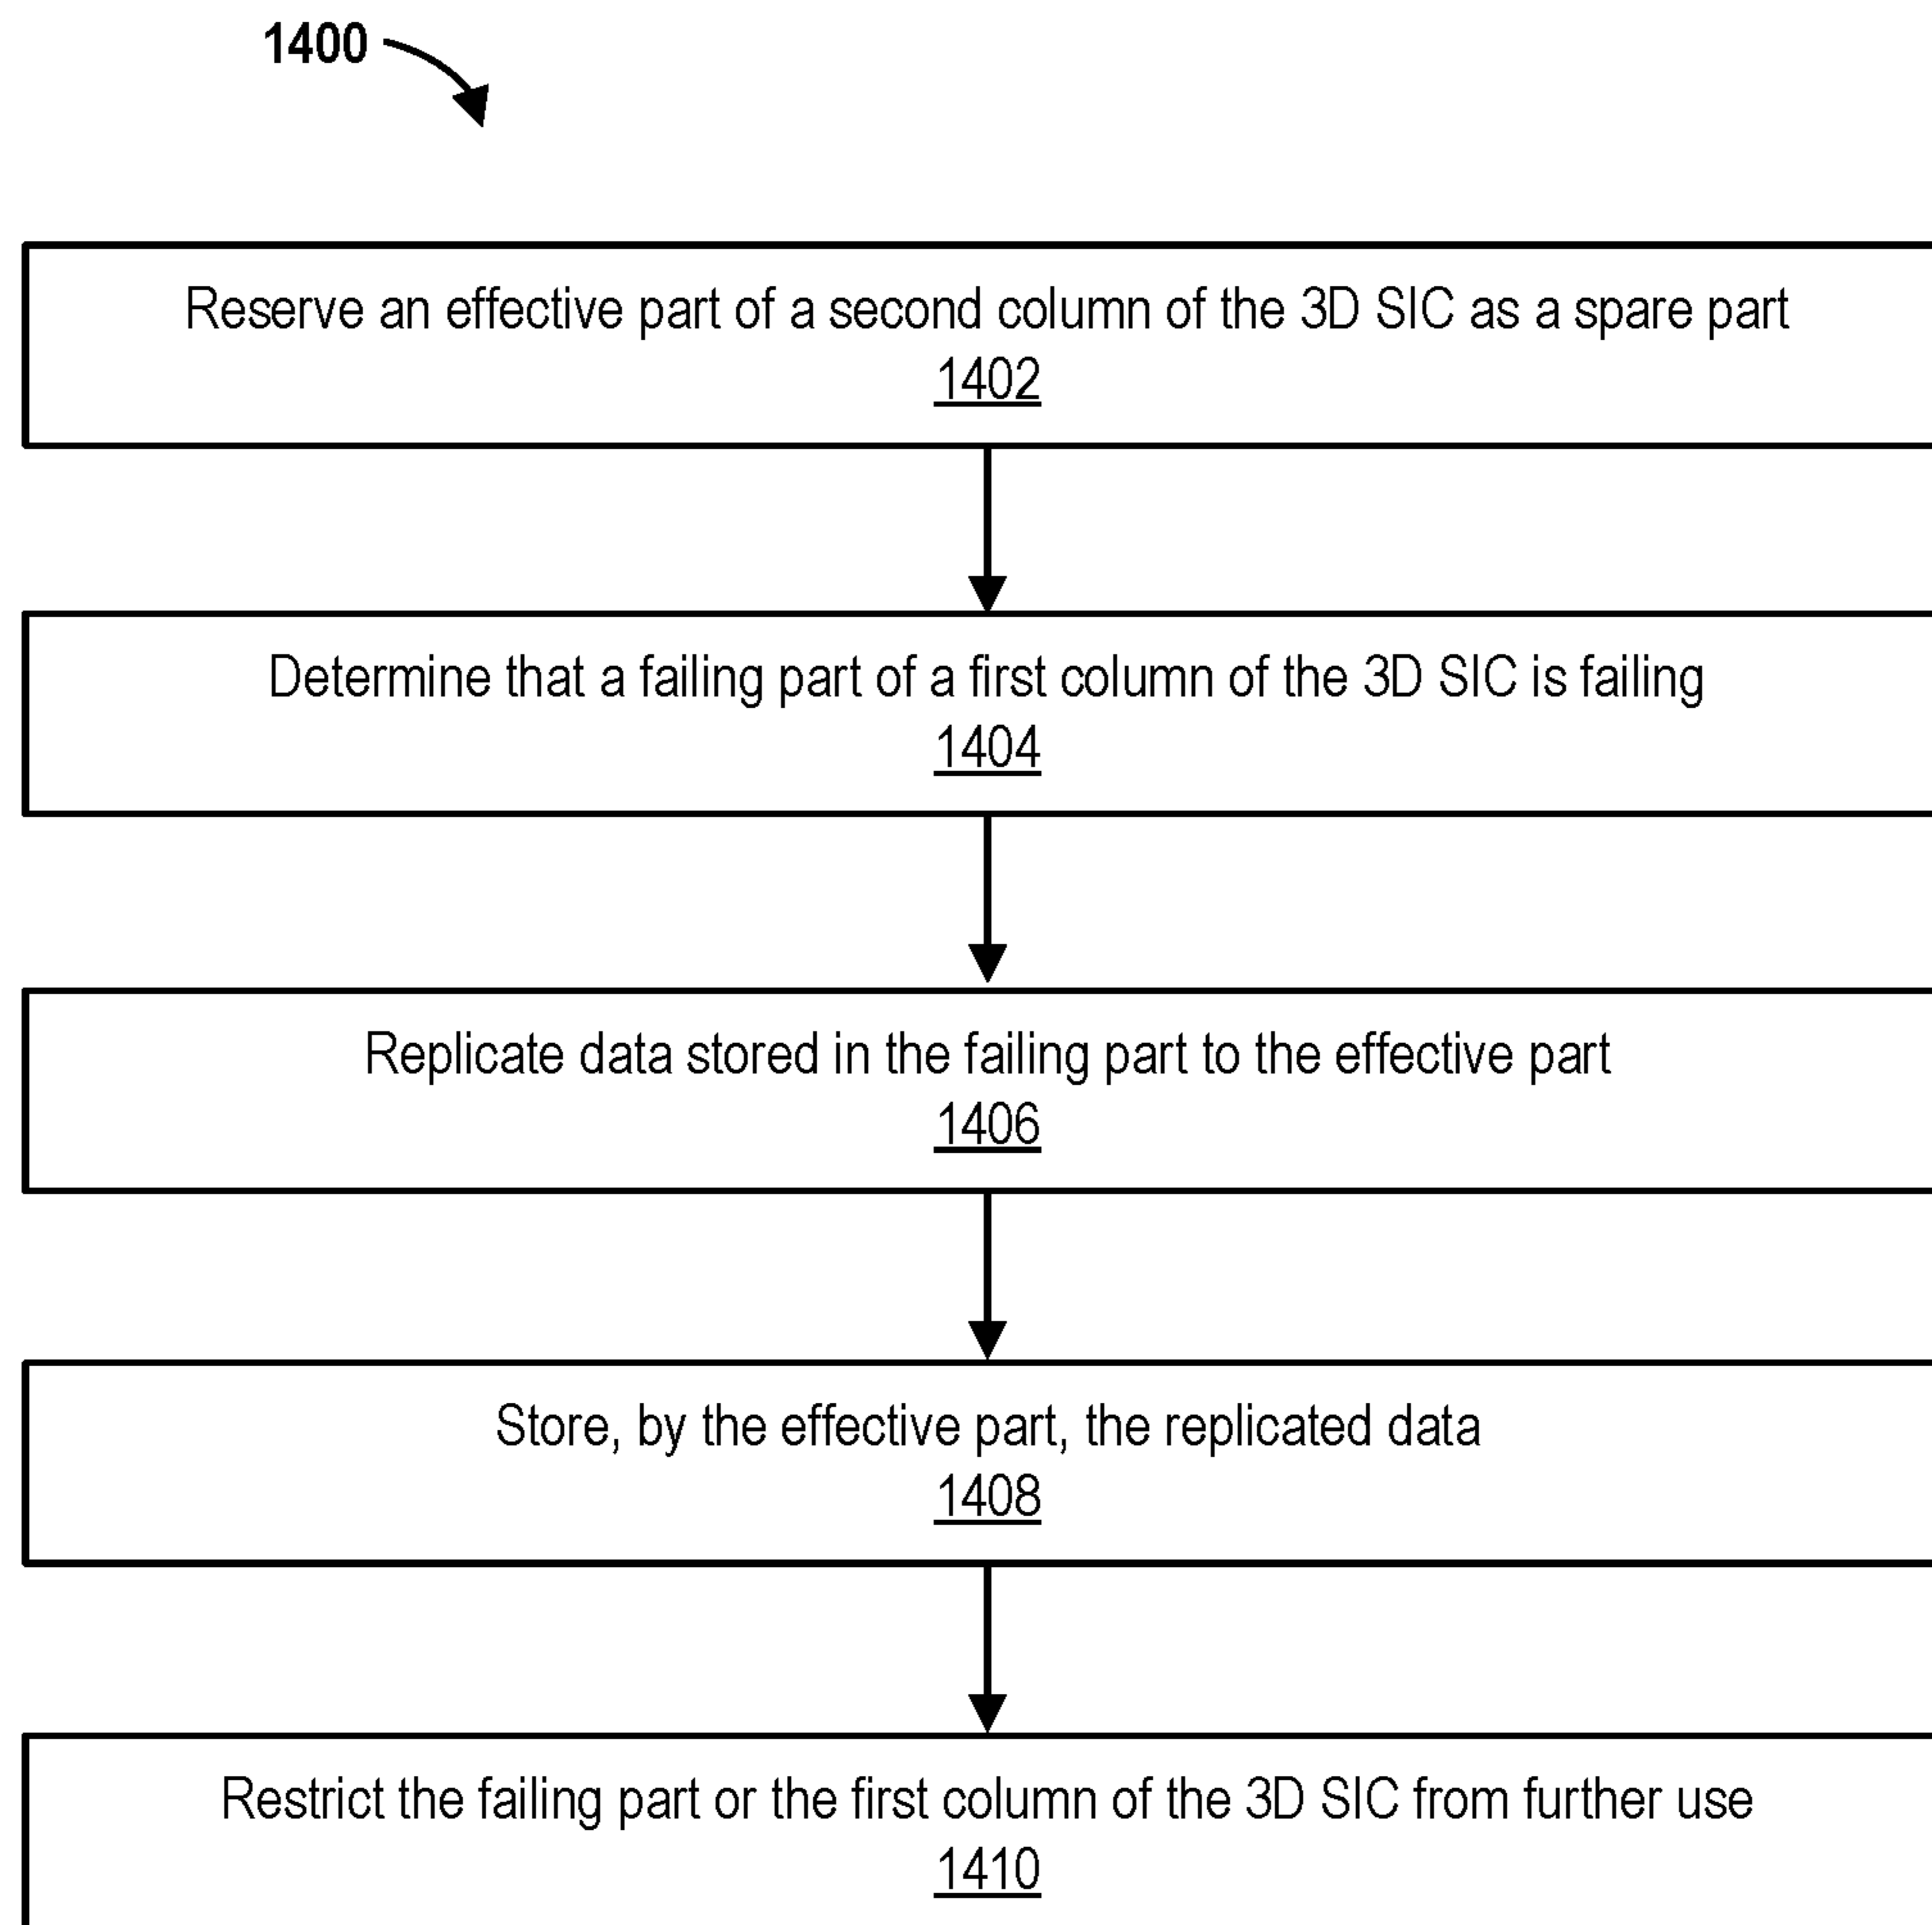 1400
Reserve an effective part of a second column of the 3D SIC as a spare part
1402
Determine that a failing part of a first column of the 3D SIC is failing
1404
Replicate data stored in the failing part to the effective part
1406
Store, by the effective part, the replicated data
1408
Restrict the failing part or the first column of the 3D SIC from further use
1410